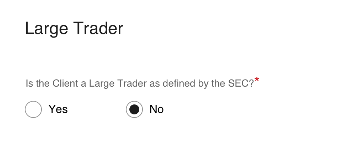 Large Trader
Is the Client a Large Trader as defined by the SEC?*
Yes No